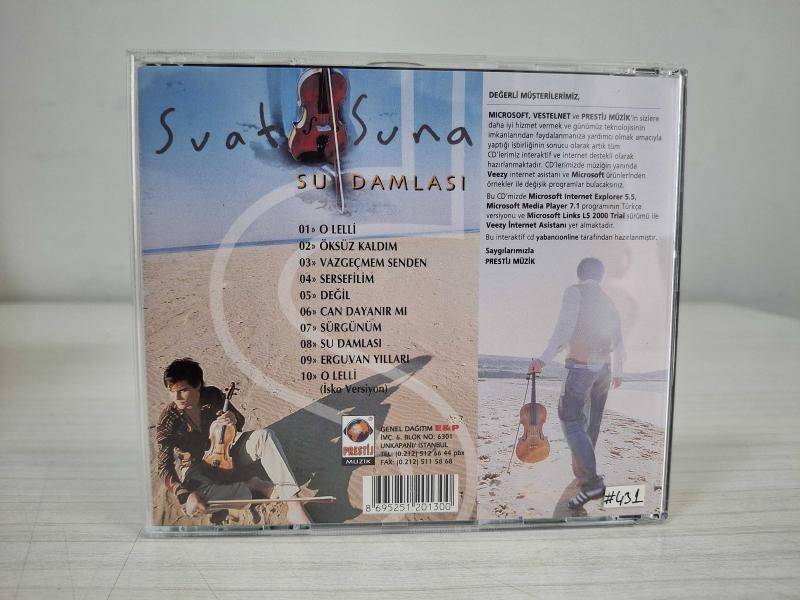 Suat Suna
SU DAMLASI
01» O LELLİ
02» ÖKSÜZ KALDIM
03» VAZGEÇMEM SENDEN
04» SERSEFİLİM
05» DEĞİL
06» CAN DAYANIR MI
07» SÜRGÜNÜM
08» SU DAMLASI
09» ERGUVAN YILLARI
10» O LELLİ
(İsko Versiyon)
PRESTİJ
MÜZİK
GENEL DAĞITIM E&P
İMÇ. 6. BLOK NO: 6301
UNKAPANI/ İSTANBUL
TEL: (0.212) 512 66 44 pbx
FAX: (0.212) 511 58 68
8 695251 201300
DEĞERLİ MÜŞTERİLERİMİZ,
MICROSOFT, VESTELNET ve PRESTİJ MÜZİK'in sizlere
daha iyi hizmet vermek ve günümüz teknolojisinin
imkanlarından faydalanmanıza yardımcı olmak amacıyla
yaptığı işbirliğinin sonucu olarak artık tüm
CD'lerimiz interaktif ve internet destekli olarak
hazırlanmaktadır. CD'lerimizde müziğin yanında
Veezy internet asistanı ve Microsoft ürünlerinden
örnekler ile değişik programlar bulacaksınız.
Bu CD'mizde Microsoft Internet Explorer 5.5,
Microsoft Media Player 7.1 programının Türkçe
versiyonu ve Microsoft Links LS 2000 Trial sürümü ile
Veezy İnternet Asistanı yer almaktadır.
Bu interaktif cd yabancıonline tarafından hazırlanmıştır.
Saygılarımızla
PRESTİJ MÜZİK
#431